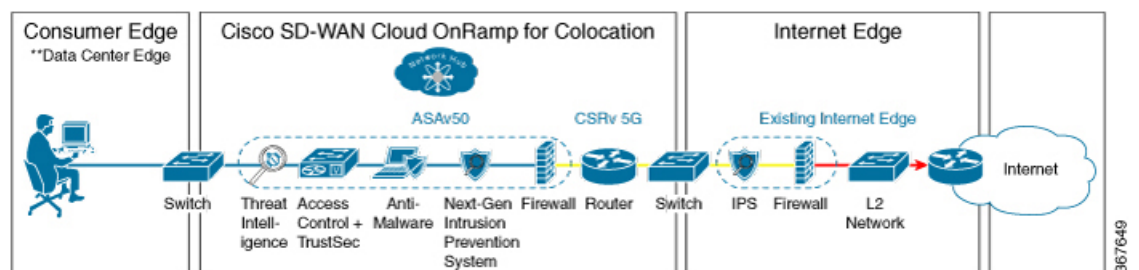 Consumer Edge
**Data Center Edge
Cisco SD-WAN Cloud OnRamp for Colocation
Internet Edge
Network Hub
ASAv50
CSRv 5G
Existing Internet Edge
Internet
Switch
Threat
Intell-
igence
Access
Control +
TrustSec
Anti-
Malware
Next-Gen
Intrusion
Prevention
System
Firewall
Router
Switch
IPS
Firewall
L2
Network
367649